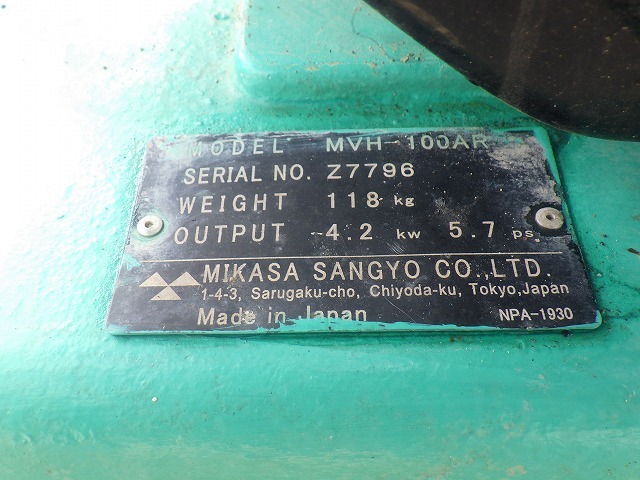 MODEL MVH-100AR
SERIAL NO. Z7796
WEIGHT 118 kg
OUTPUT 4.2 kw 5.7 ps
MIKASA SANGYO CO.,LTD.
1-4-3, Sarugaku-cho, Chiyoda-ku, Tokyo,Japan
Made in Japan NPA-1930